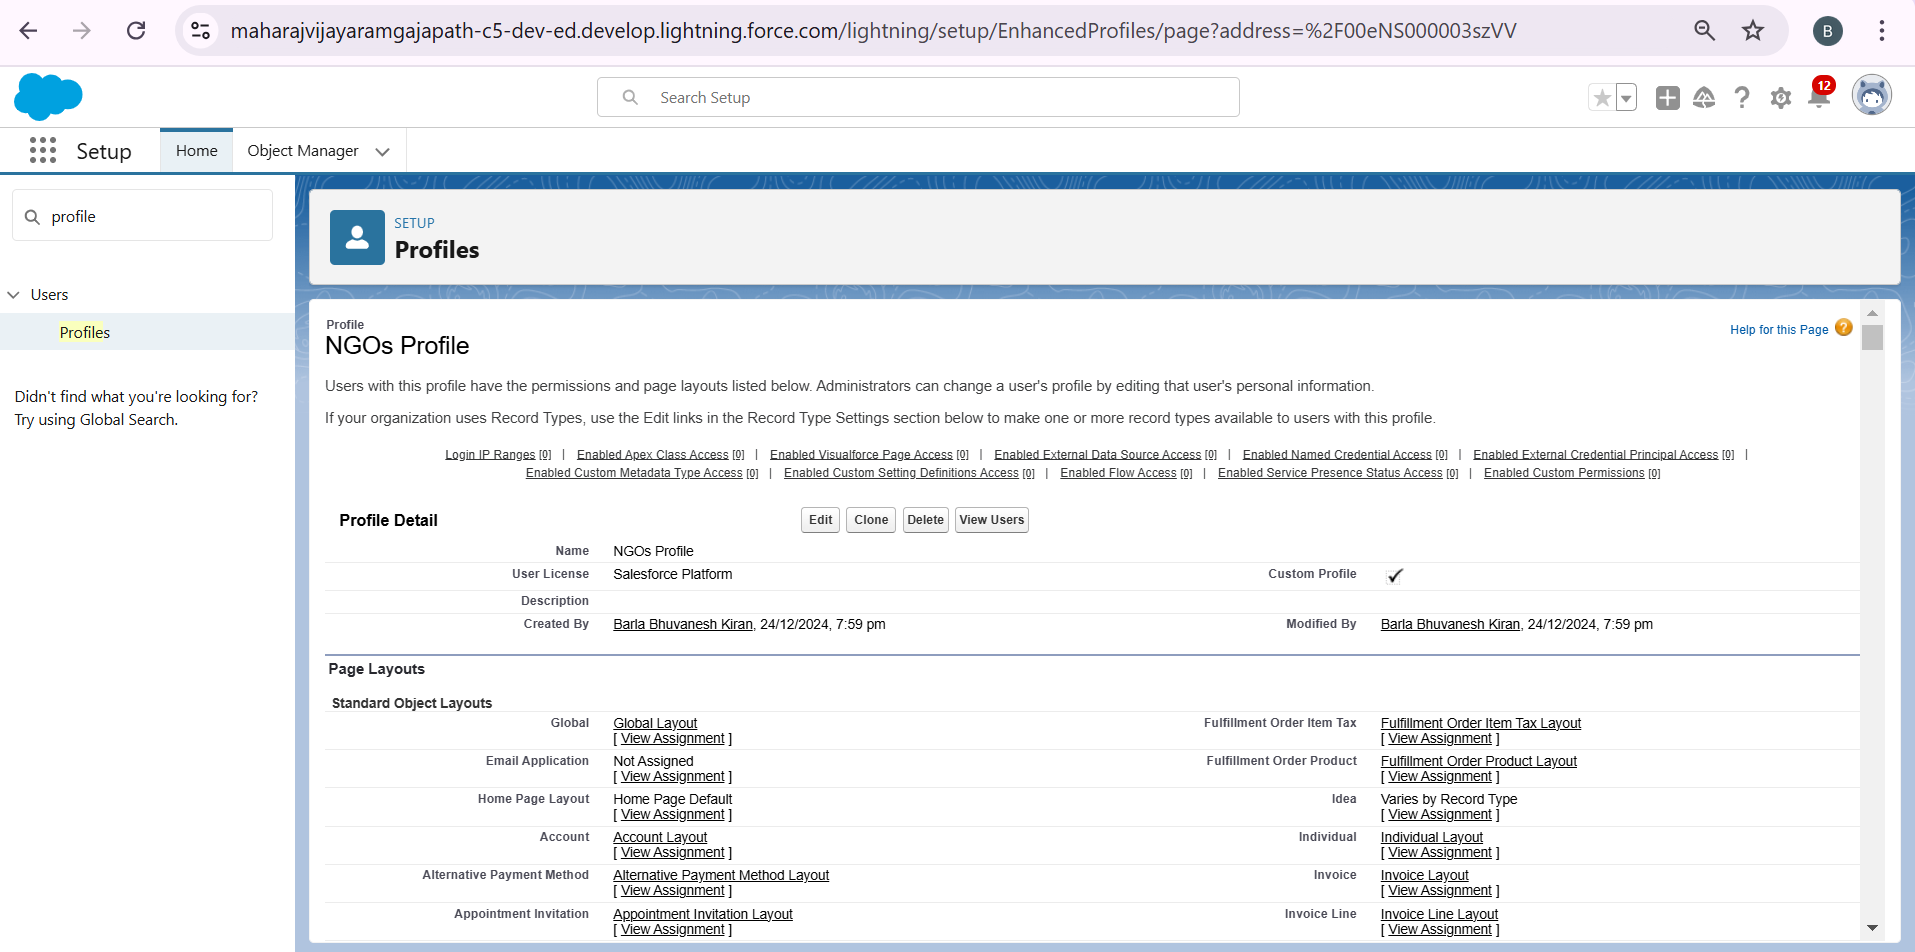 maharajvijayaramgajapath-c5-dev-ed.develop.lightning.force.com/lightning/setup/EnhancedProfiles/page?address=%2F00eNS000003szVV
B
Search Setup
12
Setup
Home
Object Manager
profile
Users
Profiles
Didn't find what you're looking for?
Try using Global Search.
SETUP
Profiles
Profile
NGOs Profile
Help for this Page ?
Users with this profile have the permissions and page layouts listed below. Administrators can change a user's profile by editing that user's personal information.
If your organization uses Record Types, use the Edit links in the Record Type Settings section below to make one or more record types available to users with this profile.
Login IP Ranges [0] | Enabled Apex Class Access [0] | Enabled Visualforce Page Access [0] | Enabled External Data Source Access [0] | Enabled Named Credential Access [0] | Enabled External Credential Principal Access [0] |
Enabled Custom Metadata Type Access [0] | Enabled Custom Setting Definitions Access [0] | Enabled Flow Access [0] | Enabled Service Presence Status Access [0] | Enabled Custom Permissions [0]
Profile Detail
Edit Clone Delete View Users
Name NGOs Profile
User License Salesforce Platform Custom Profile
Description
Created By Barla Bhuvanesh Kiran, 24/12/2024, 7:59 pm Modified By Barla Bhuvanesh Kiran, 24/12/2024, 7:59 pm
Page Layouts
Standard Object Layouts
Global Global Layout Fulfillment Order Item Tax Fulfillment Order Item Tax Layout
[ View Assignment ] [ View Assignment ]
Email Application Not Assigned Fulfillment Order Product Fulfillment Order Product Layout
[ View Assignment ] [ View Assignment ]
Home Page Layout Home Page Default Idea Varies by Record Type
[ View Assignment ] [ View Assignment ]
Account Account Layout Individual Individual Layout
[ View Assignment ] [ View Assignment ]
Alternative Payment Method Alternative Payment Method Layout Invoice Invoice Layout
[ View Assignment ] [ View Assignment ]
Appointment Invitation Appointment Invitation Layout Invoice Line Invoice Line Layout
[ View Assignment ] [ View Assignment ]